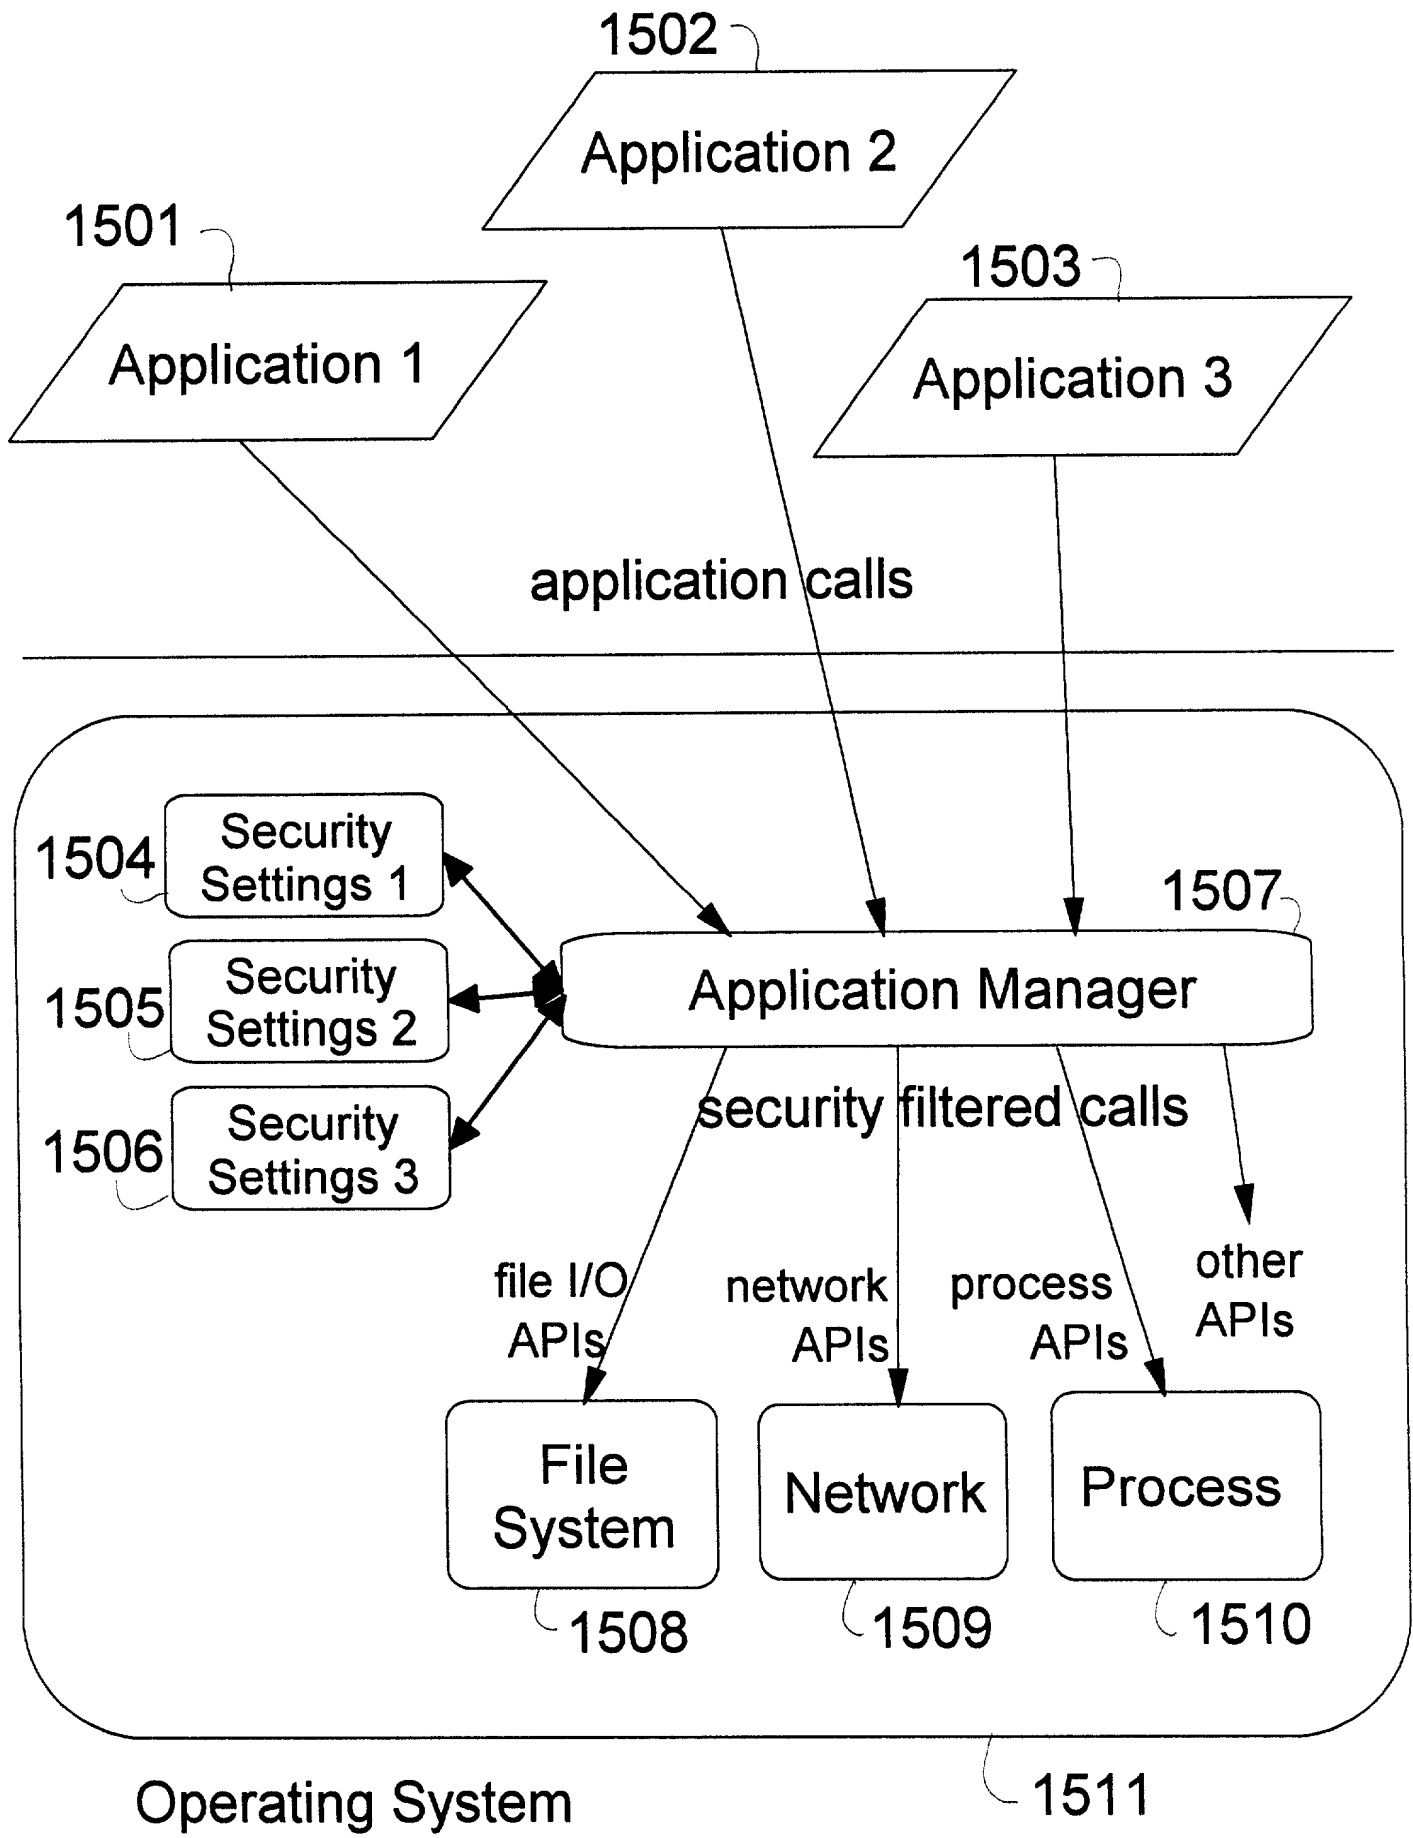 1502
Application 2
1501
Application 1
1503
Application 3
application calls
1504
Security
Settings 1
1505
Security
Settings 2
1506
Security
Settings 3
1507
Application Manager
security filtered calls
file I/O
APIs
network
APIs
process
APIs
other
APIs
File
System
Network
Process
1508
1509
1510
Operating System
1511